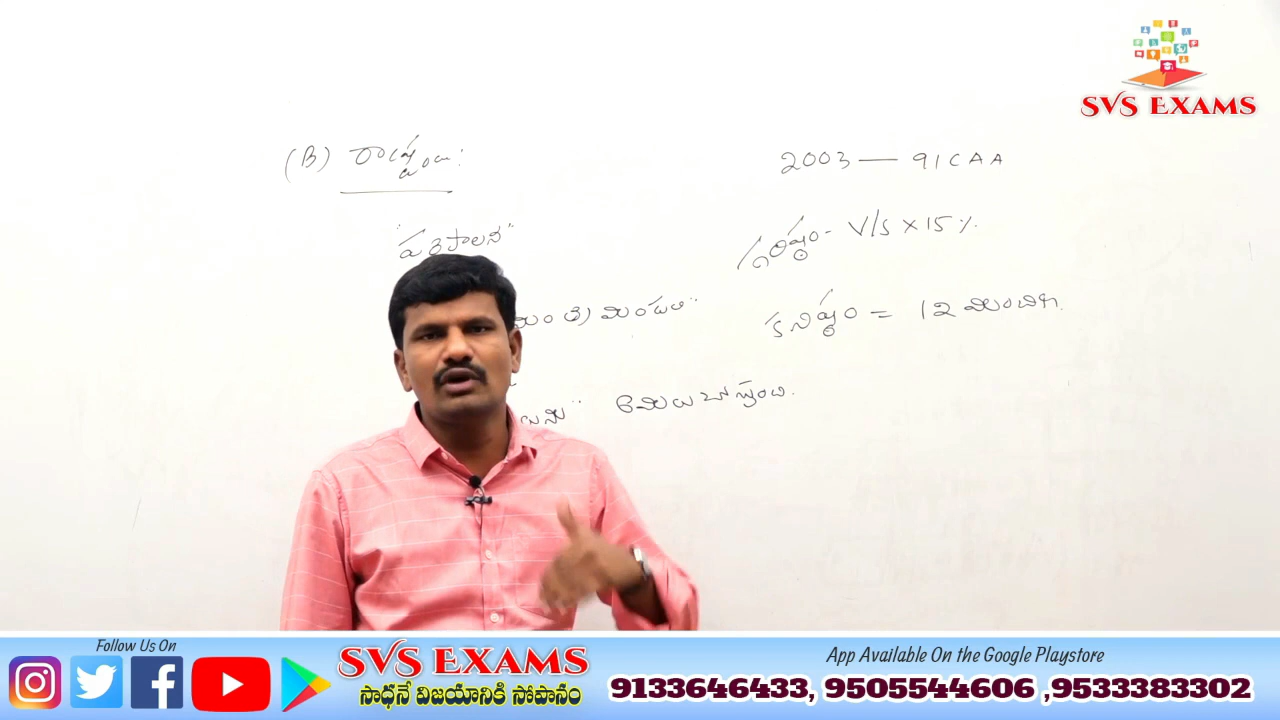 SVS EXAMS
(B) రాష్ట్రం :
2003 — 91 CAA
"పరిపాలన"
గరిష్ఠం - V/S × 15%
మంత్రి మండలి"
కనిష్ఠం = 12 మించిగా
Follow Us On
SVS EXAMS
సాధనే విజయానికి సోపానం
App Available On the Google Playstore
9133646433, 9505544606 ,9533383302